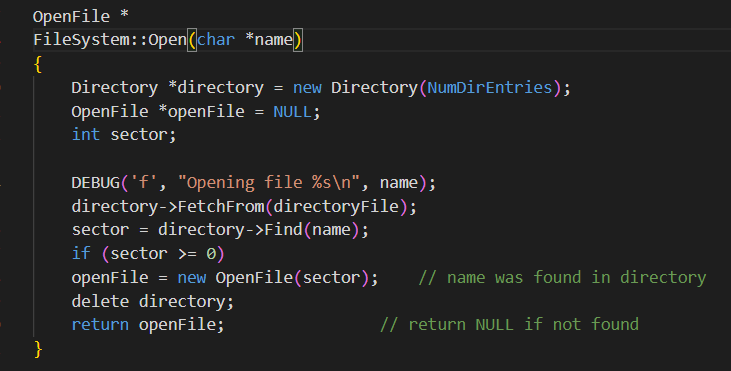 OpenFile *
FileSystem::Open(char *name)
{
    Directory *directory = new Directory(NumDirEntries);
    OpenFile *openFile = NULL;
    int sector;

    DEBUG('f', "Opening file %s\n", name);
    directory->FetchFrom(directoryFile);
    sector = directory->Find(name);
    if (sector >= 0)
    openFile = new OpenFile(sector);    // name was found in directory
    delete directory;
    return openFile;                // return NULL if not found
}